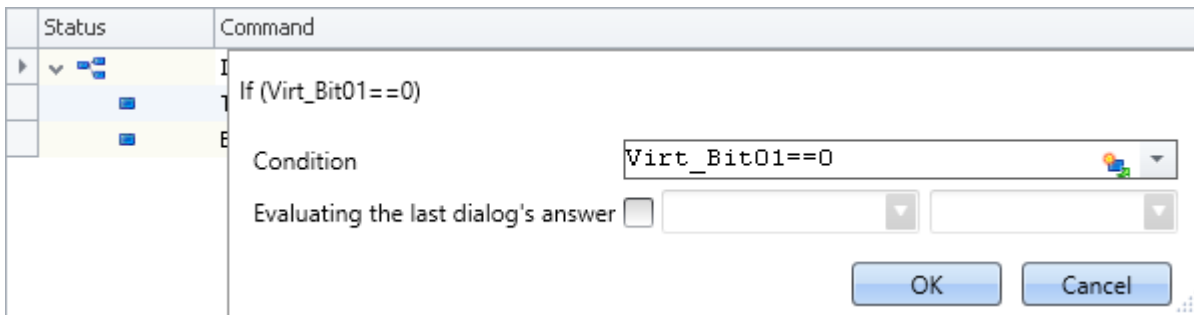 Status Command
If (Virt_Bit01==0)
Condition Virt_Bit01==0
Evaluating the last dialog's answer
OK Cancel